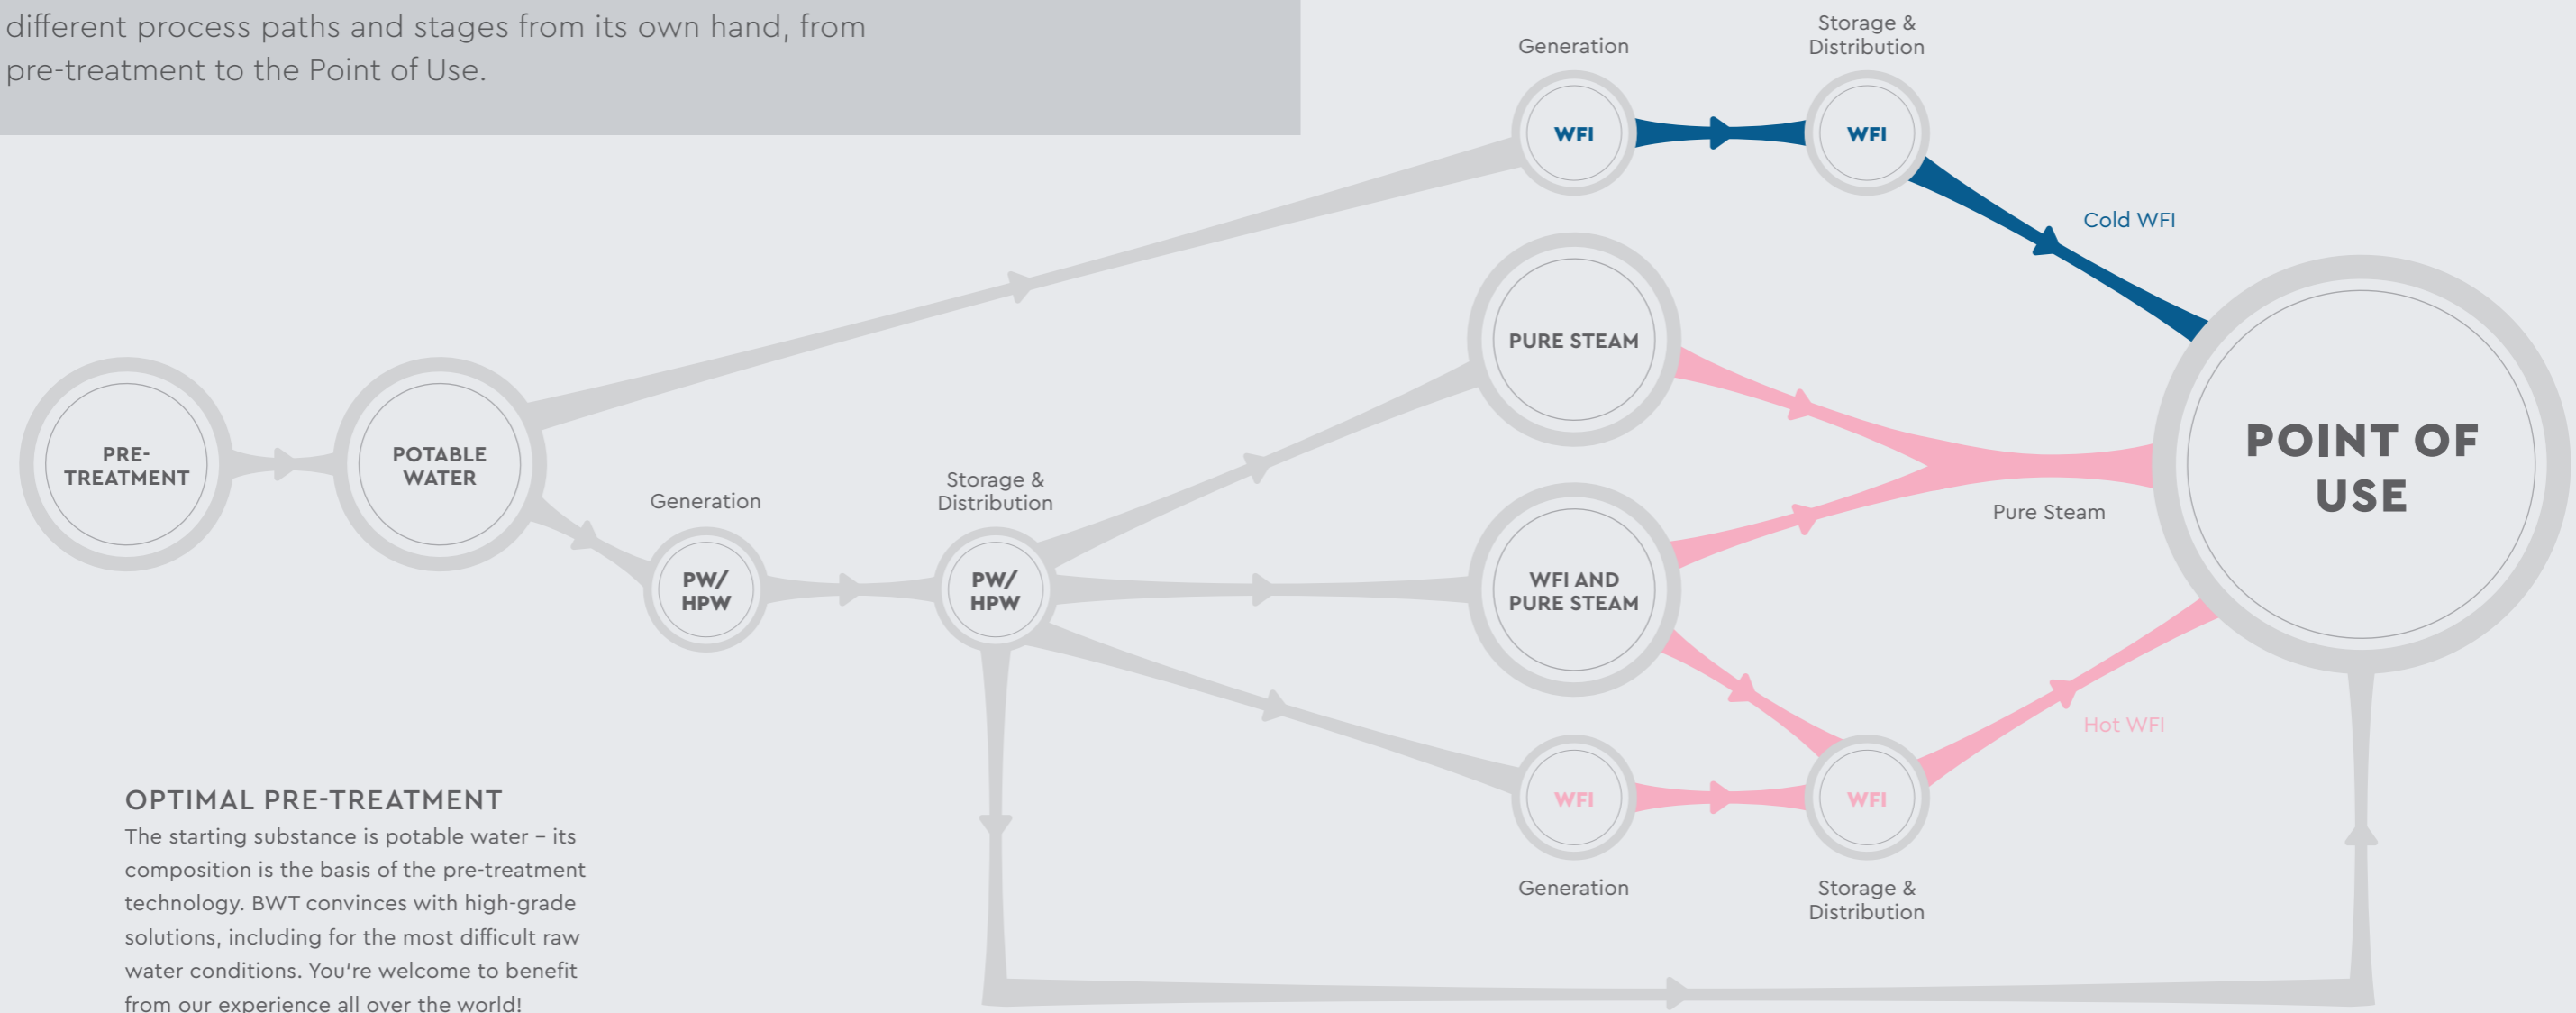 different process paths and stages from its own hand, from
pre-treatment to the Point of Use.
Generation
Storage &
Distribution
WFI
WFI
Cold WFI
PURE STEAM
PRE-
TREATMENT
POTABLE
WATER
POINT OF
USE
Generation
Storage &
Distribution
Pure Steam
PW/
HPW
PW/
HPW
WFI AND
PURE STEAM
Hot WFI
WFI
WFI
Generation
Storage &
Distribution
OPTIMAL PRE-TREATMENT
The starting substance is potable water – its
composition is the basis of the pre-treatment
technology. BWT convinces with high-grade
solutions, including for the most difficult raw
water conditions. You're welcome to benefit
from our experience all over the world!